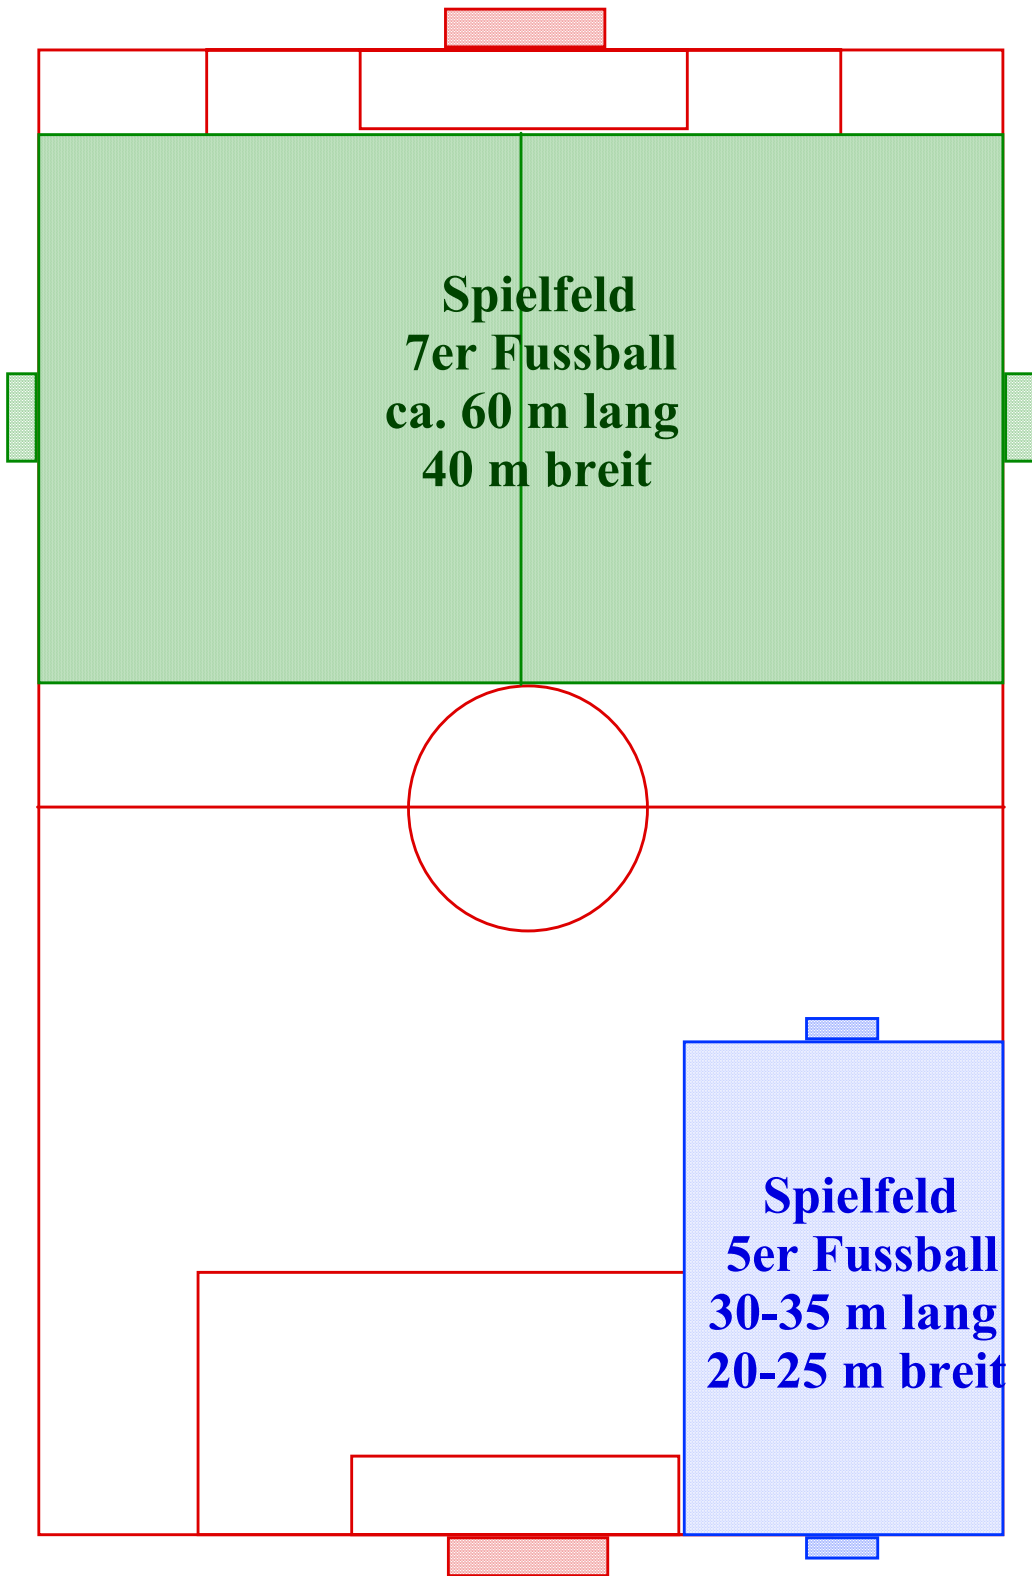 Spielfeld
7er Fussball
ca. 60 m lang
40 m breit
Spielfeld
5er Fussball
30-35 m lang
20-25 m breit